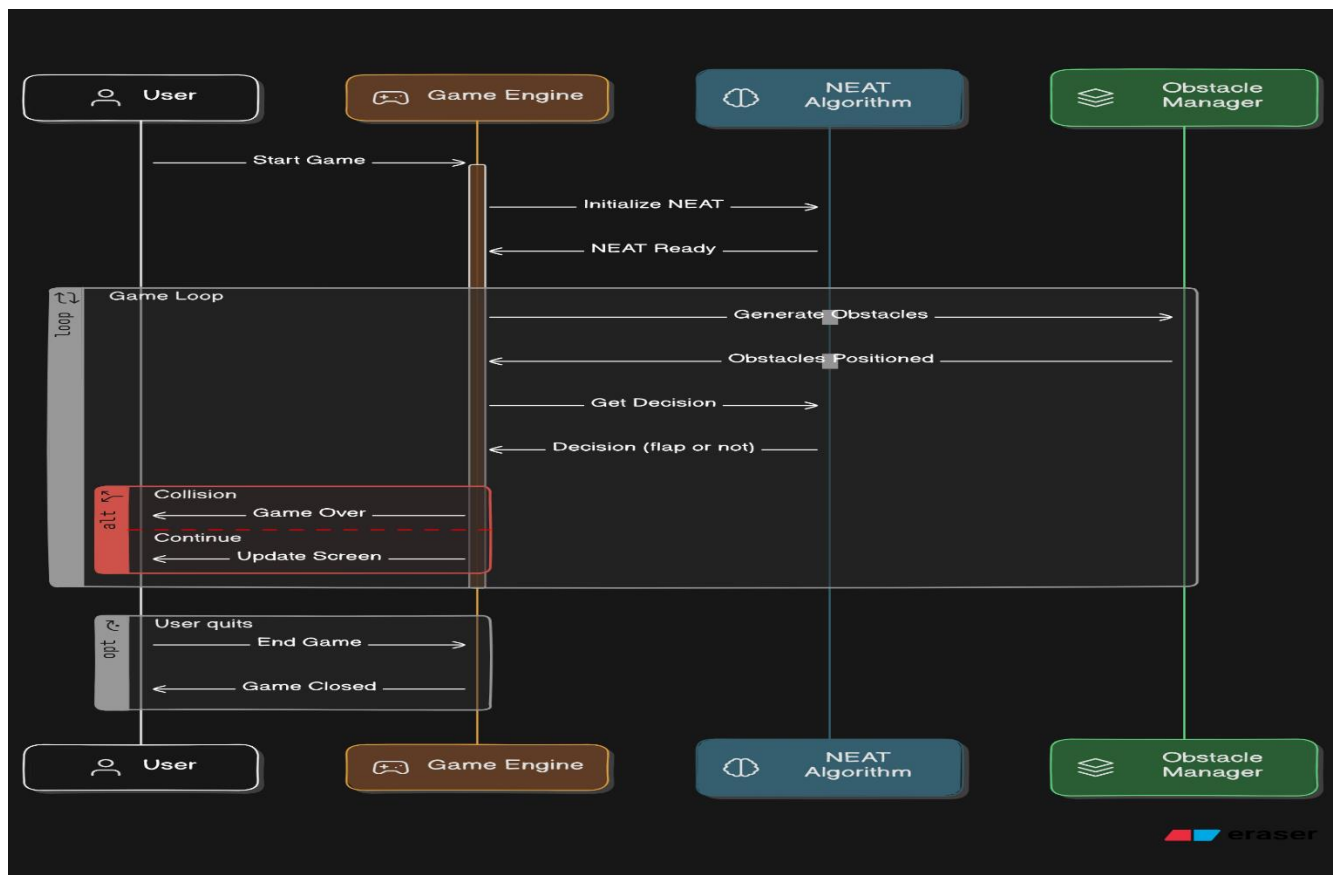 User
Game Engine
NEAT
Algorithm
Obstacle
Manager
Start Game
Initialize NEAT
NEAT Ready
loop
Game Loop
Generate Obstacles
Obstacles Positioned
Get Decision
Decision (flap or not)
alt
Collision
Game Over
Continue
Update Screen
opt
User quits
End Game
Game Closed
User
Game Engine
NEAT
Algorithm
Obstacle
Manager
eraser